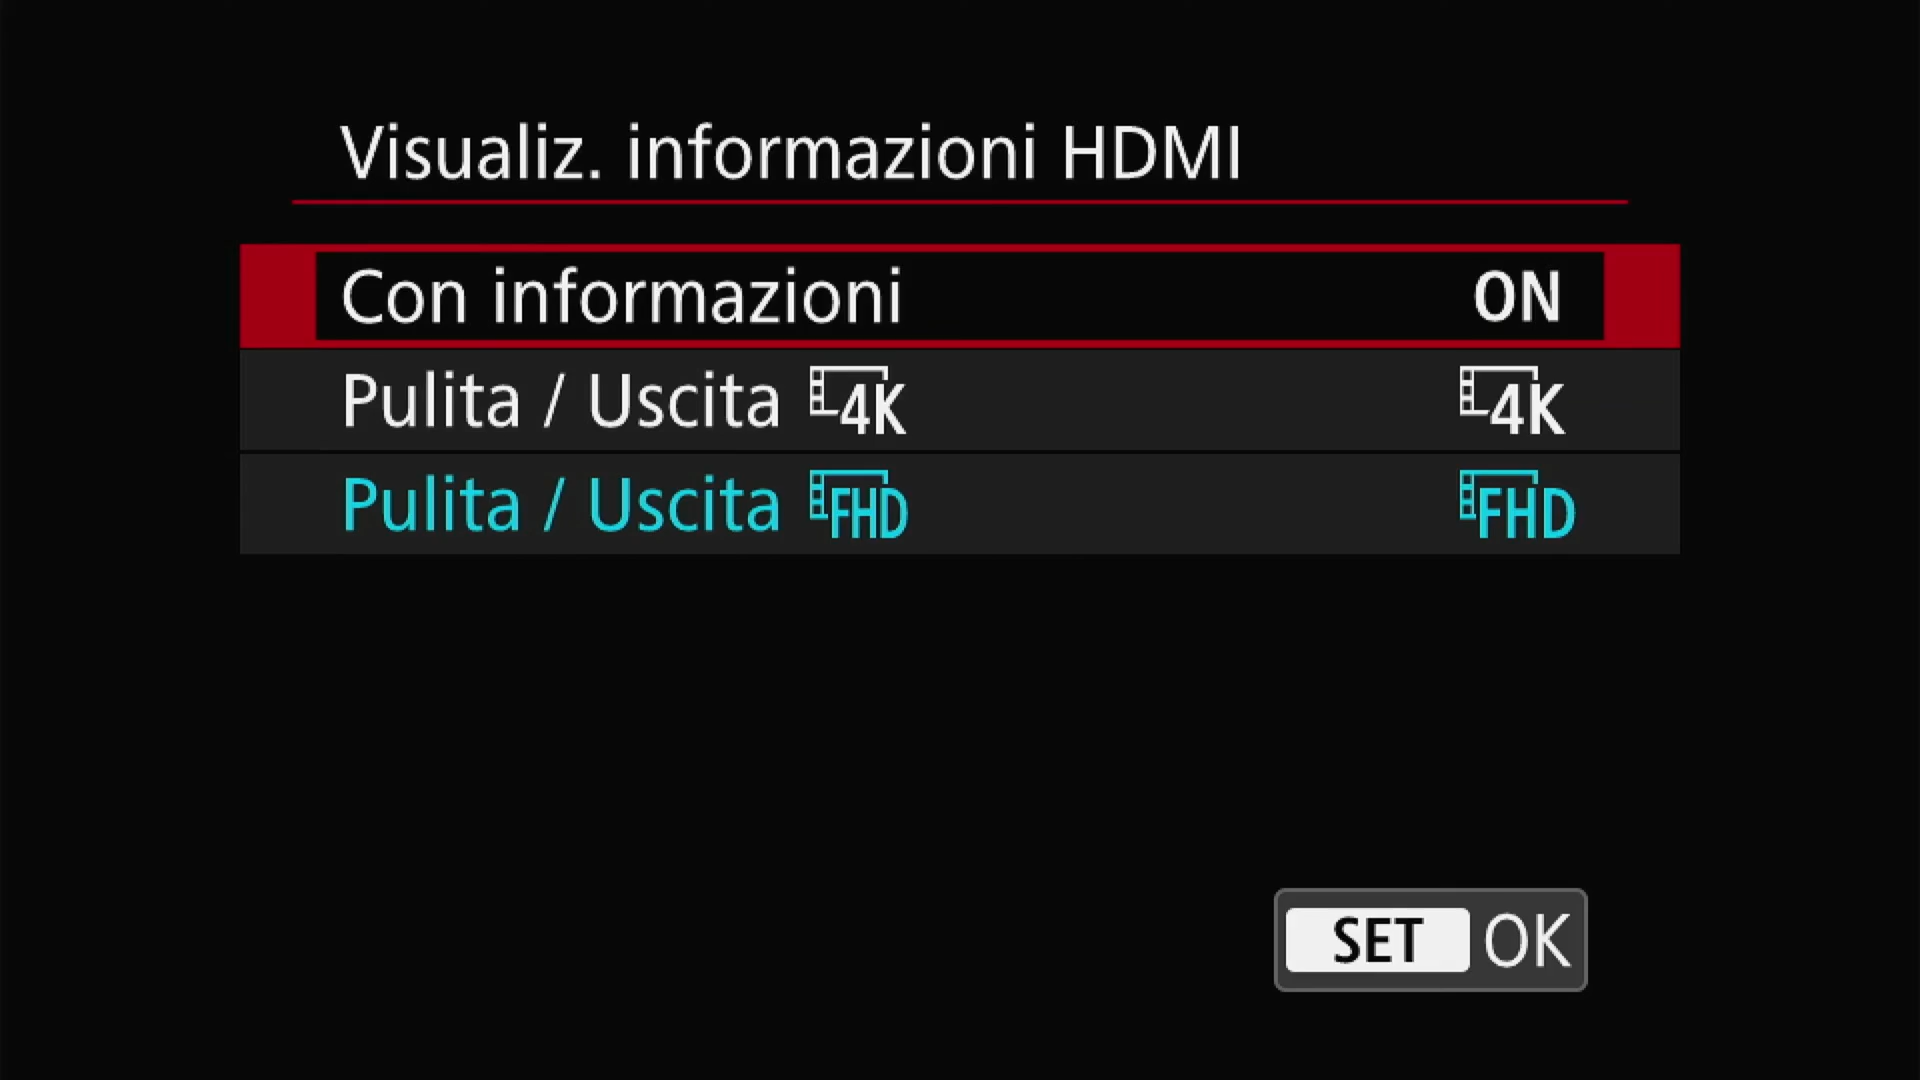 Visualiz. informazioni HDMI
Con informazioni ON
Pulita / Uscita 4K 4K
Pulita / Uscita FHD FHD
SET OK